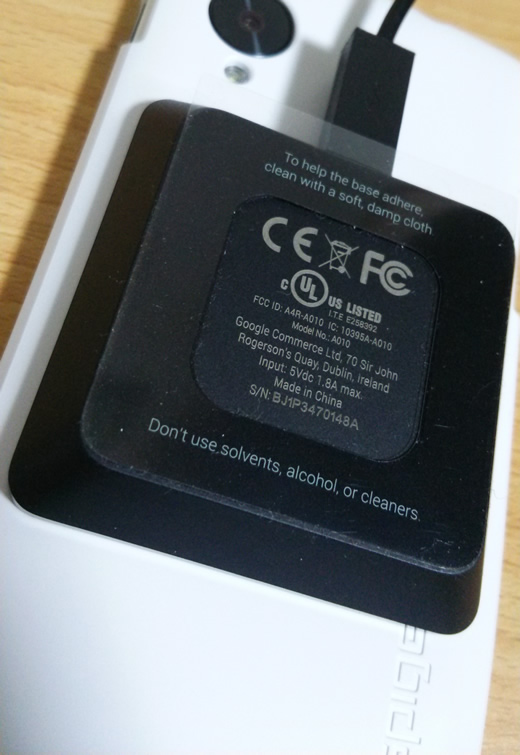 To help the base adhere,
clean with a soft, damp cloth
CE FC
c UL US LISTED
I.T.E E258392
FCC ID: A4R-A010 IC: 10395A-A010
Model No.: A010
Google Commerce Ltd, 70 Sir John
Rogerson's Quay, Dublin, Ireland
Input: 5Vdc 1.8A max.
Made in China
S/N: BJ1P3470148A
Don't use solvents, alcohol, or cleaners.